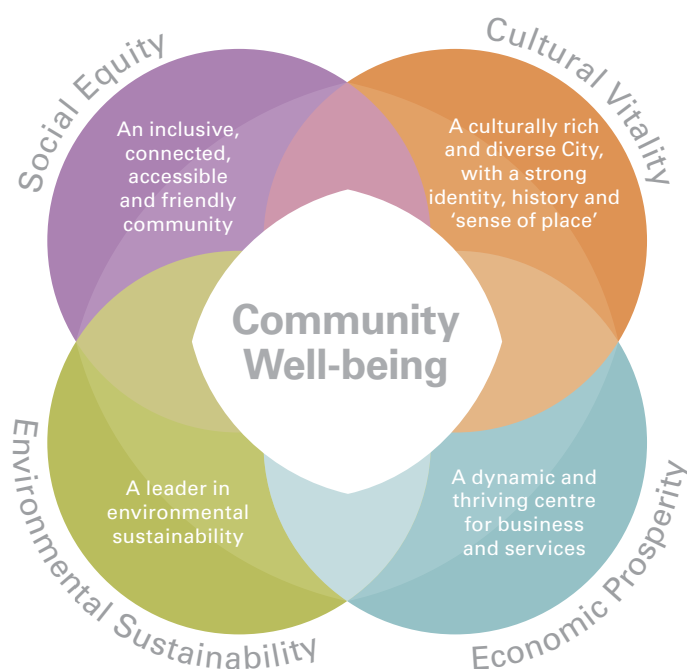 Social Equity
Cultural Vitality
An inclusive,
connected,
accessible
and friendly
community
A culturally rich
and diverse City,
with a strong
identity, history and
‘sense of place’
Community
Well-being
A leader in
environmental
sustainability
A dynamic and
thriving centre
for business
and services
Environmental Sustainability
Economic Prosperity